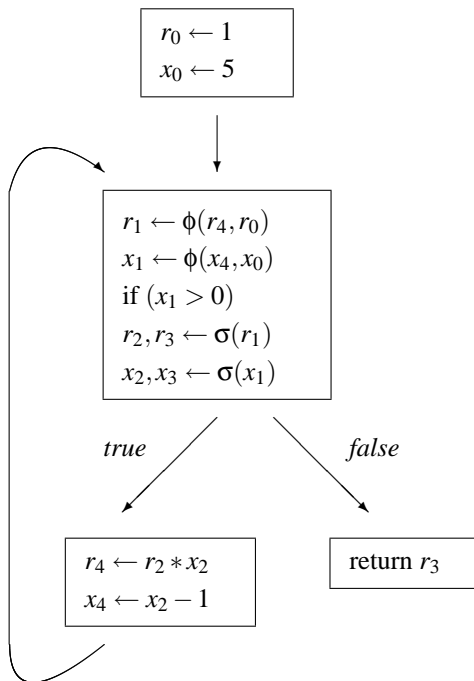 r₀ ← 1
x₀ ← 5
r₁ ← ϕ(r₄, r₀)
x₁ ← ϕ(x₄, x₀)
if (x₁ > 0)
r₂, r₃ ← σ(r₁)
x₂, x₃ ← σ(x₁)
true
false
r₄ ← r₂ * x₂
x₄ ← x₂ − 1
return r₃